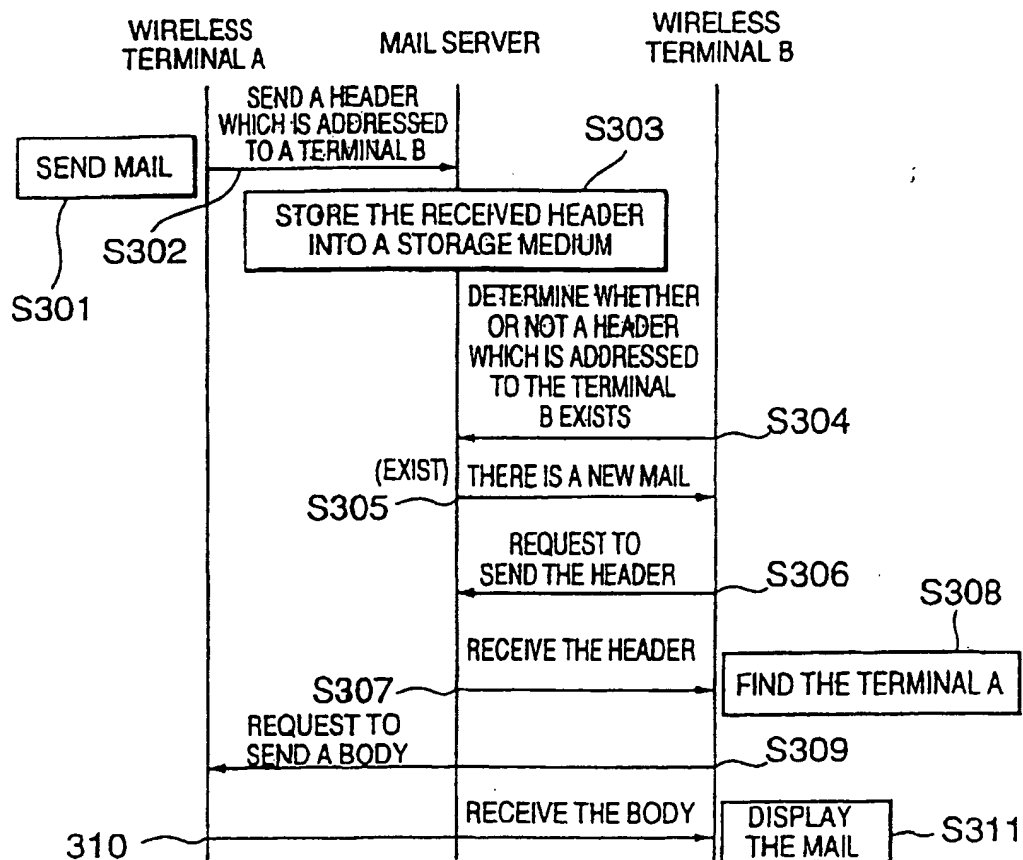 WIRELESS
TERMINAL A
MAIL SERVER
WIRELESS
TERMINAL B
SEND A HEADER
WHICH IS ADDRESSED
TO A TERMINAL B
S303
SEND MAIL
STORE THE RECEIVED HEADER
INTO A STORAGE MEDIUM
S302
S301
DETERMINE WHETHER
OR NOT A HEADER
WHICH IS ADDRESSED
TO THE TERMINAL
B EXISTS
S304
(EXIST)
THERE IS A NEW MAIL
S305
REQUEST TO
SEND THE HEADER
S306
S308
RECEIVE THE HEADER
FIND THE TERMINAL A
S307
REQUEST TO
SEND A BODY
S309
RECEIVE THE BODY
310
DISPLAY
THE MAIL
S311